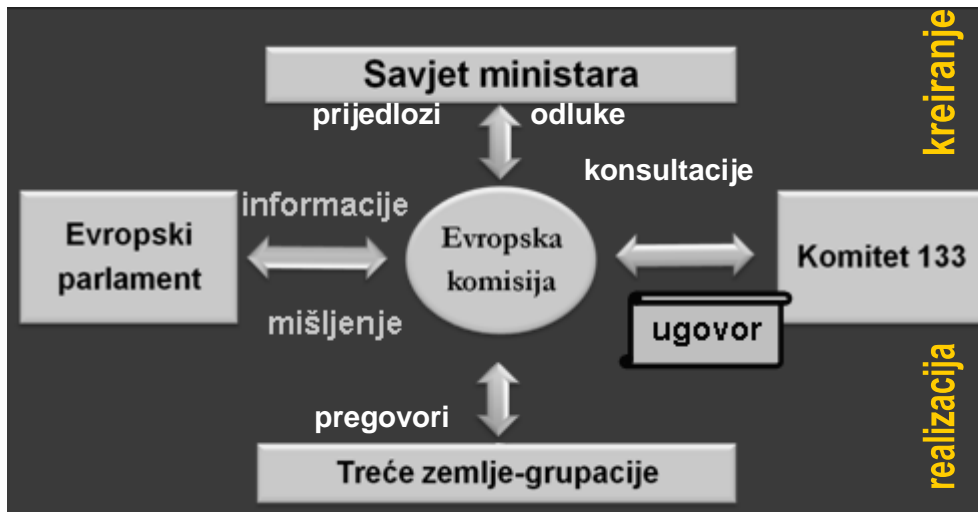 Savjet ministara
prijedlozi odluke
kreiranje
konsultacije
informacije
Evropski
parlament
Evropska
komisija
Komitet 133
mišljenje
ugovor
pregovori
realizacija
Treće zemlje-grupacije